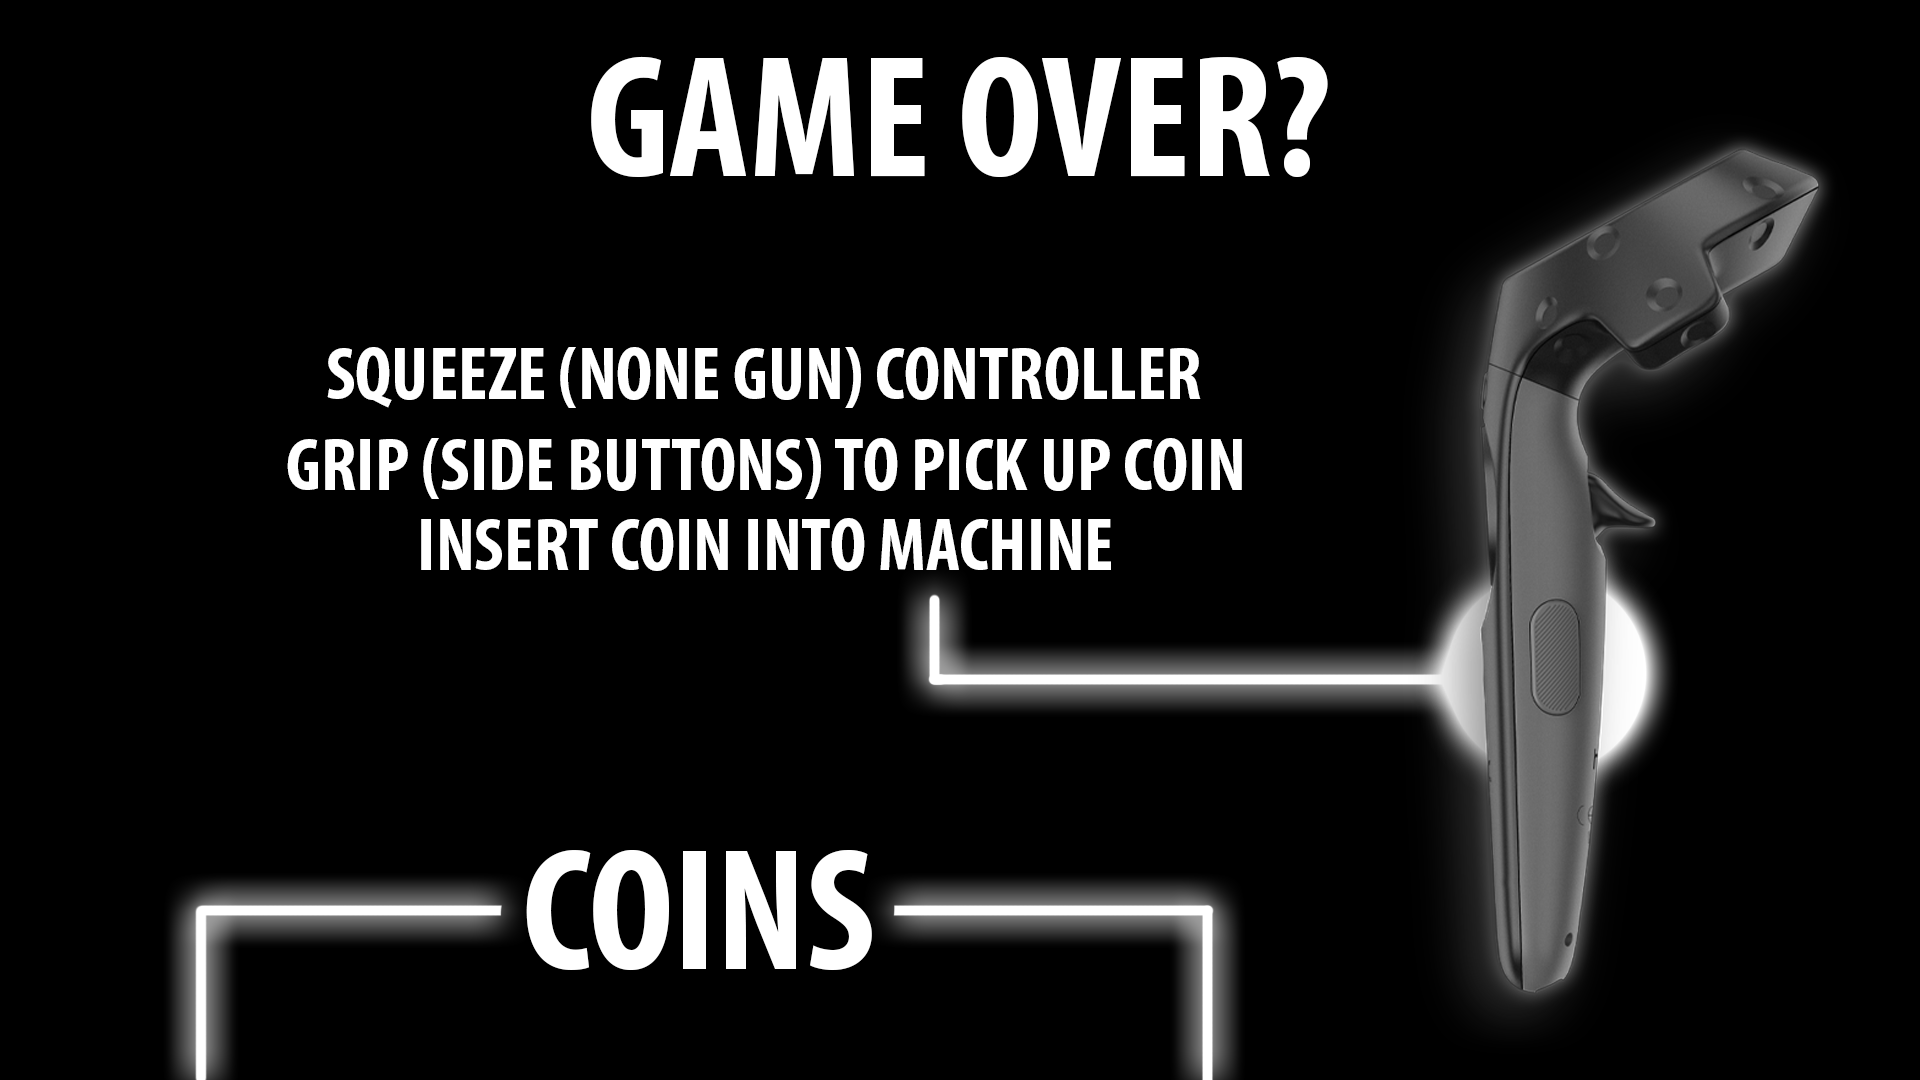 GAME OVER?
SQUEEZE (NONE GUN) CONTROLLER
GRIP (SIDE BUTTONS) TO PICK UP COIN
INSERT COIN INTO MACHINE
COINS